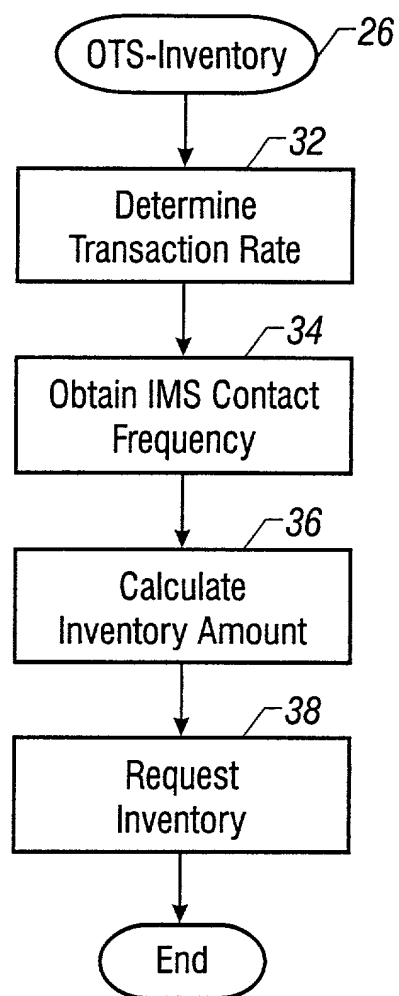 OTS-Inventory
26
32
Determine
Transaction Rate
34
Obtain IMS Contact
Frequency
36
Calculate
Inventory Amount
38
Request
Inventory
End